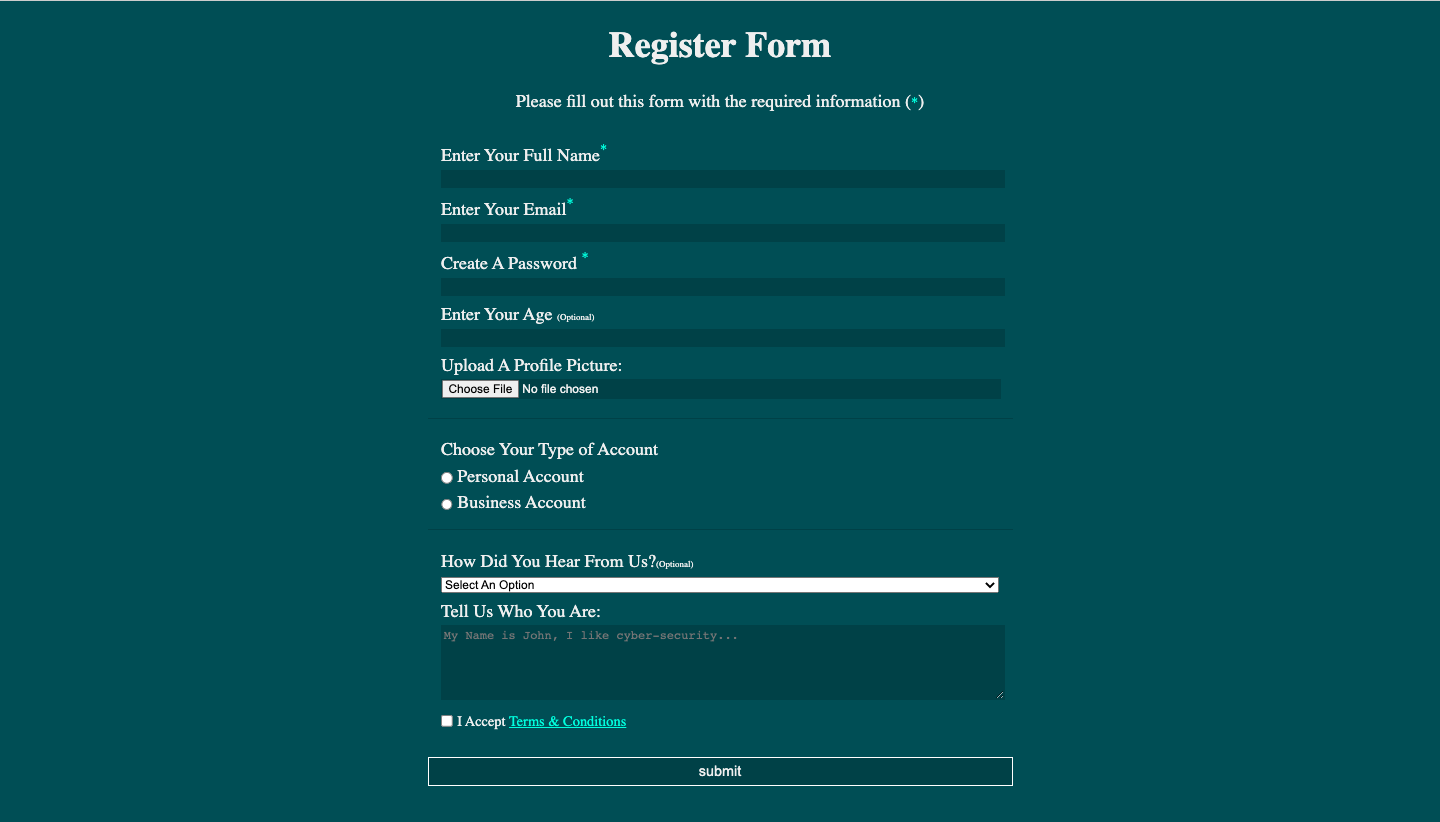 Register Form
Please fill out this form with the required information (*)
Enter Your Full Name*
Enter Your Email*
Create A Password *
Enter Your Age (Optional)
Upload A Profile Picture:
Choose File No file chosen
Choose Your Type of Account
Personal Account
Business Account
How Did You Hear From Us?(Optional)
Select An Option
Tell Us Who You Are:
My Name is John, I like cyber-security...
I Accept Terms & Conditions
submit